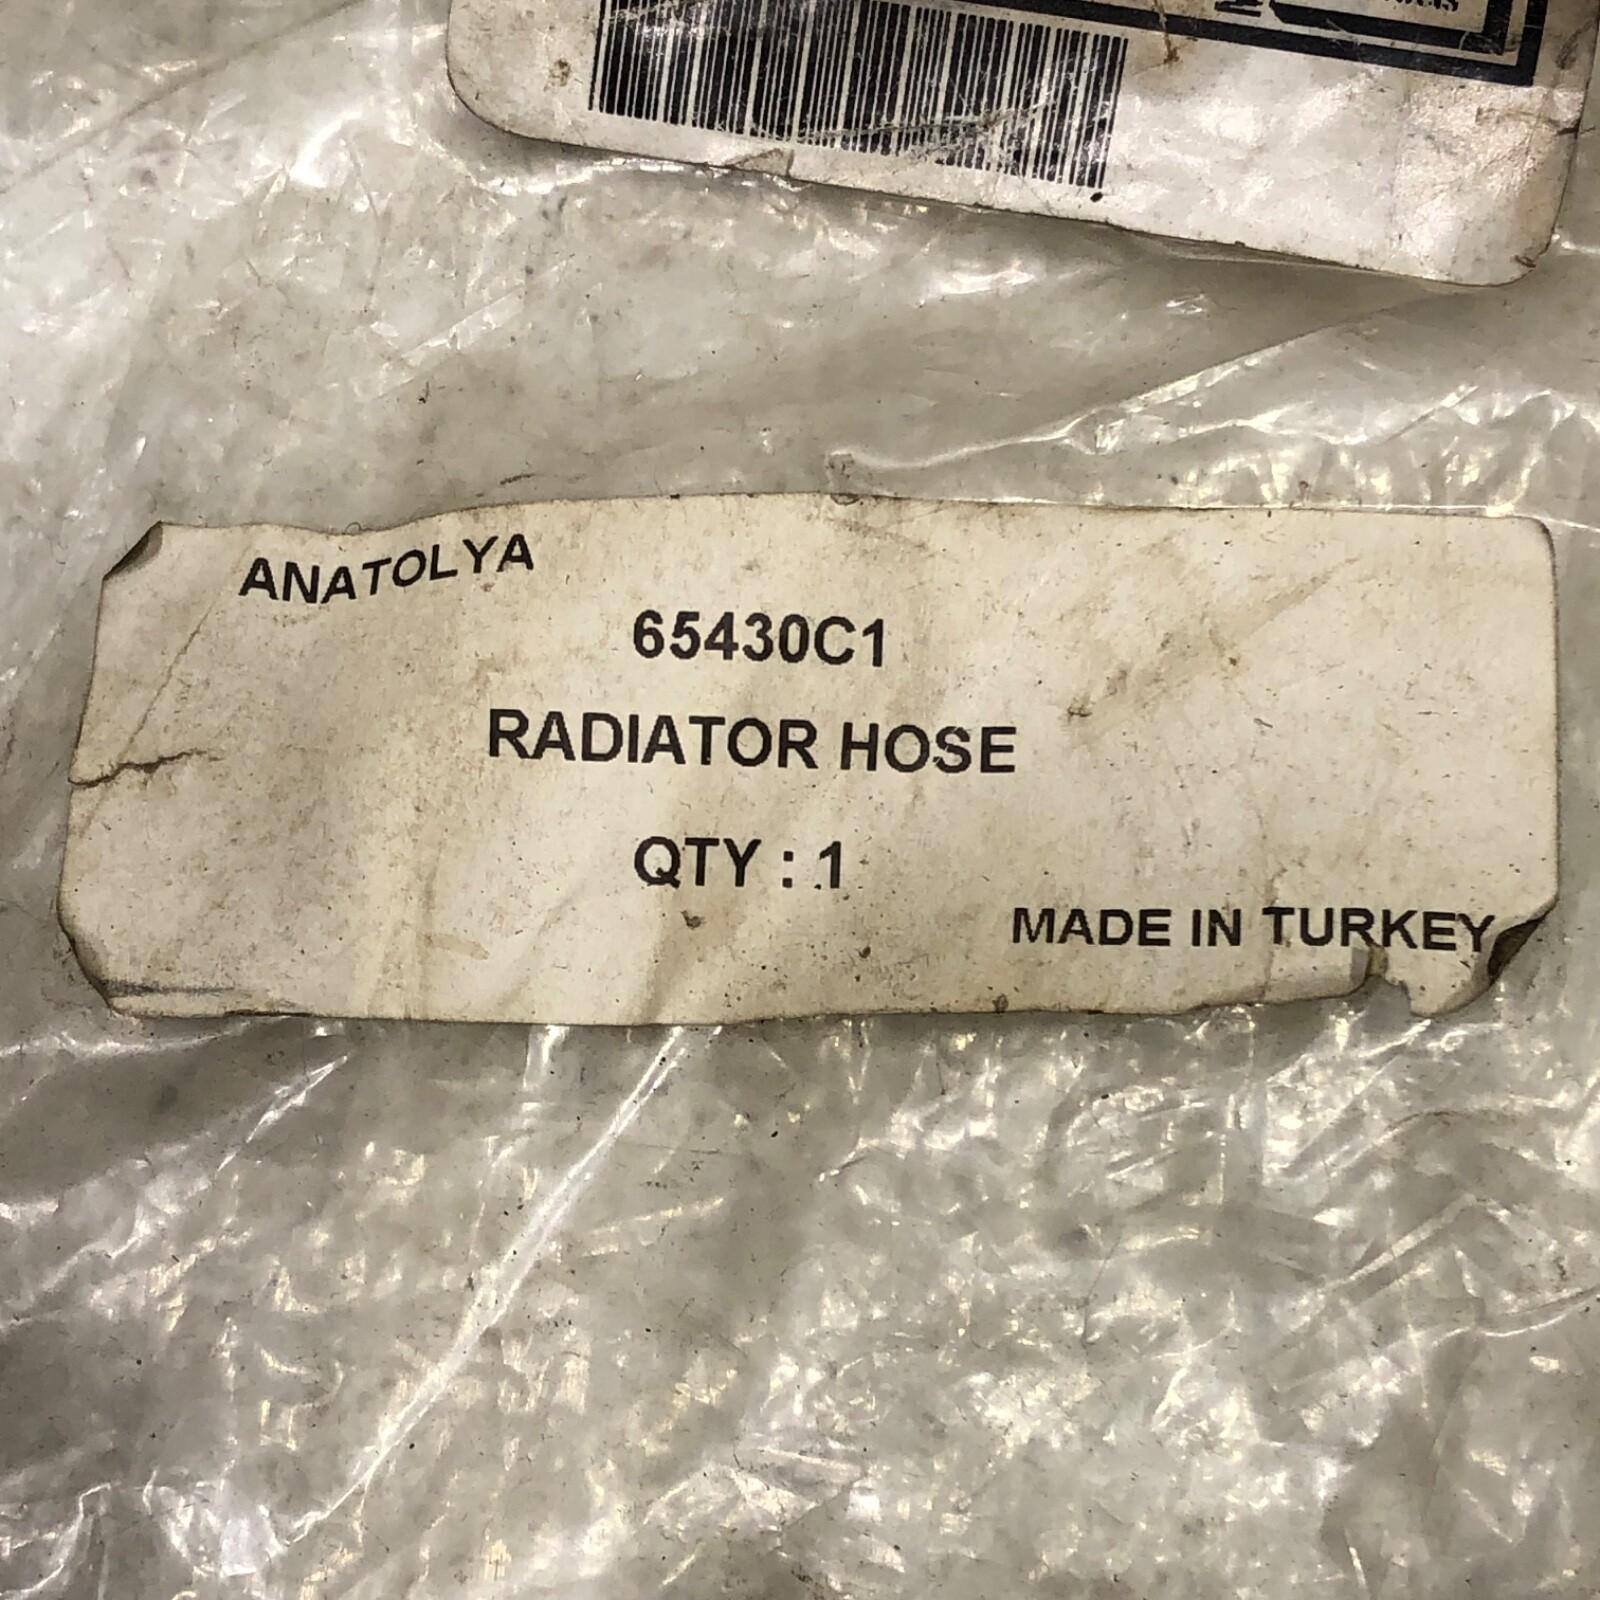 ANATOLYA
65430C1
RADIATOR HOSE
QTY : 1
MADE IN TURKEY